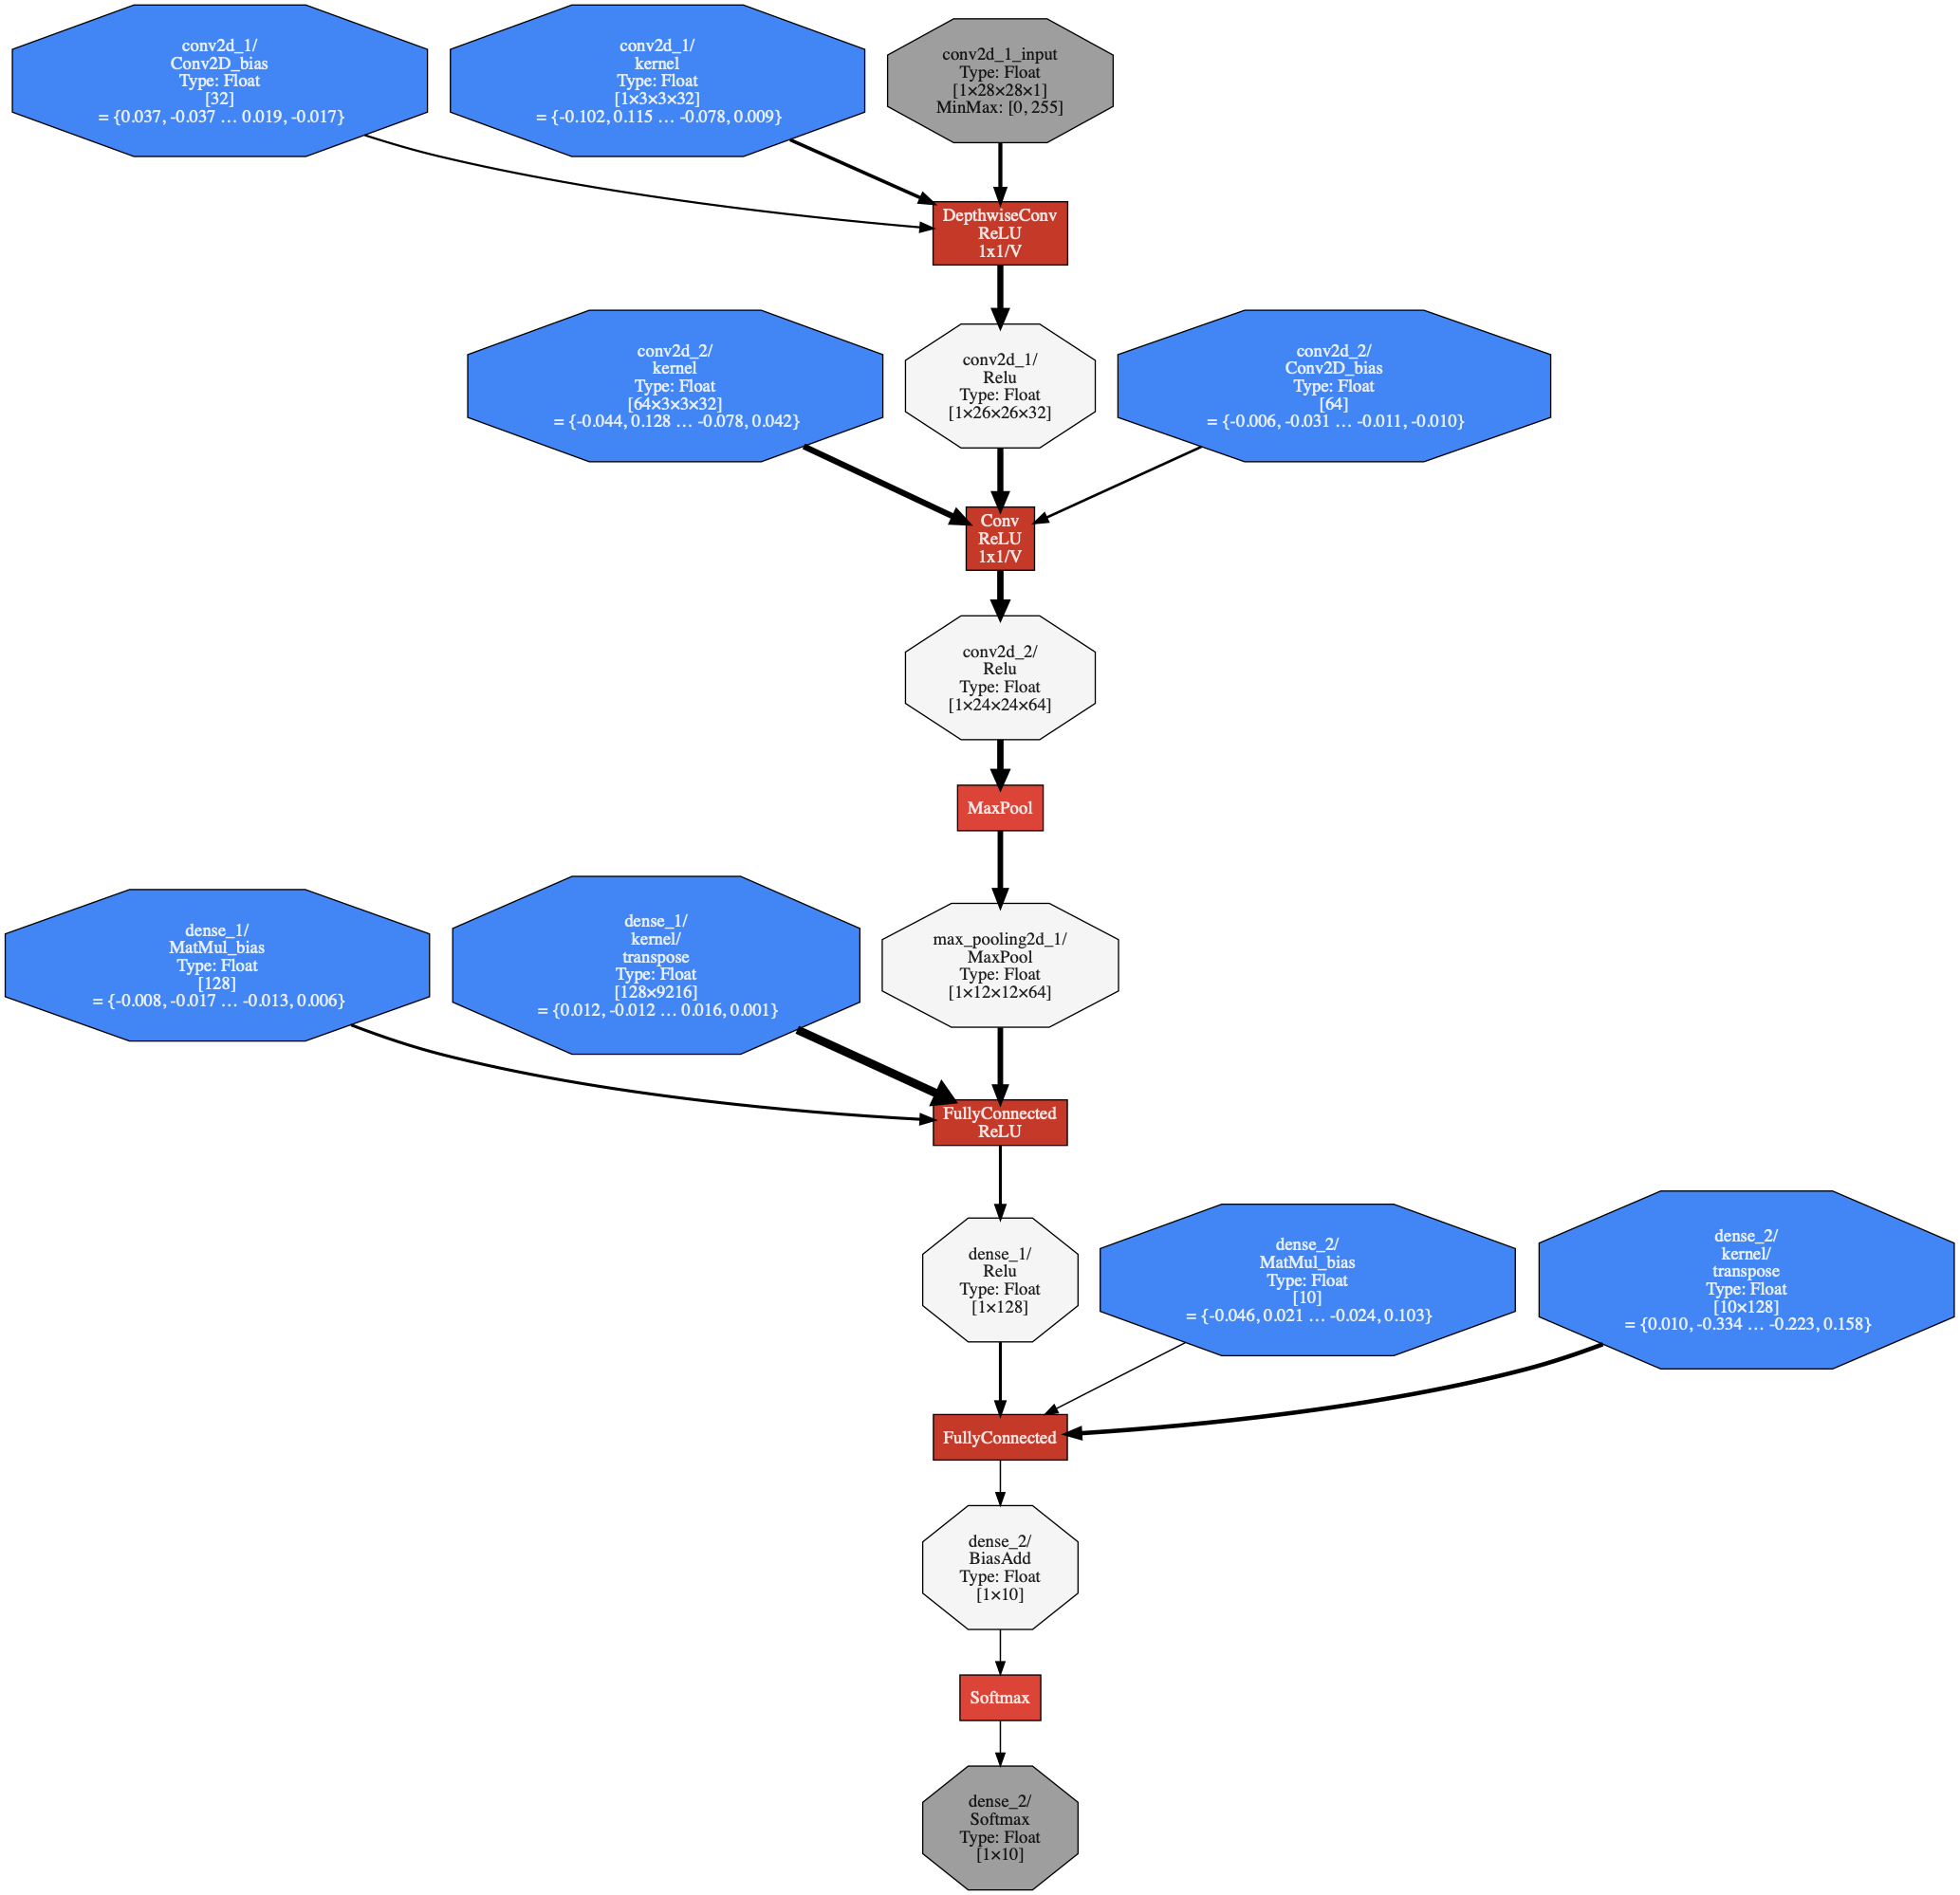 conv2d_1/
Conv2D_bias
Type: Float
[32]
= {0.037, -0.037 … 0.019, -0.017}
conv2d_1/
kernel
Type: Float
[1×3×3×32]
= {-0.102, 0.115 … -0.078, 0.009}
conv2d_1_input
Type: Float
[1×28×28×1]
MinMax: [0, 255]
DepthwiseConv
ReLU
1x1/V
conv2d_2/
kernel
Type: Float
[64×3×3×32]
= {-0.044, 0.128 … -0.078, 0.042}
conv2d_1/
Relu
Type: Float
[1×26×26×32]
conv2d_2/
Conv2D_bias
Type: Float
[64]
= {-0.006, -0.031 … -0.011, -0.010}
Conv
ReLU
1x1/V
conv2d_2/
Relu
Type: Float
[1×24×24×64]
MaxPool
dense_1/
MatMul_bias
Type: Float
[128]
= {-0.008, -0.017 … -0.013, 0.006}
dense_1/
kernel/
transpose
Type: Float
[128×9216]
= {0.012, -0.012 … 0.016, 0.001}
max_pooling2d_1/
MaxPool
Type: Float
[1×12×12×64]
FullyConnected
ReLU
dense_1/
Relu
Type: Float
[1×128]
dense_2/
MatMul_bias
Type: Float
[10]
= {-0.046, 0.021 … -0.024, 0.103}
dense_2/
kernel/
transpose
Type: Float
[10×128]
= {0.010, -0.334 … -0.223, 0.158}
FullyConnected
dense_2/
BiasAdd
Type: Float
[1×10]
Softmax
dense_2/
Softmax
Type: Float
[1×10]